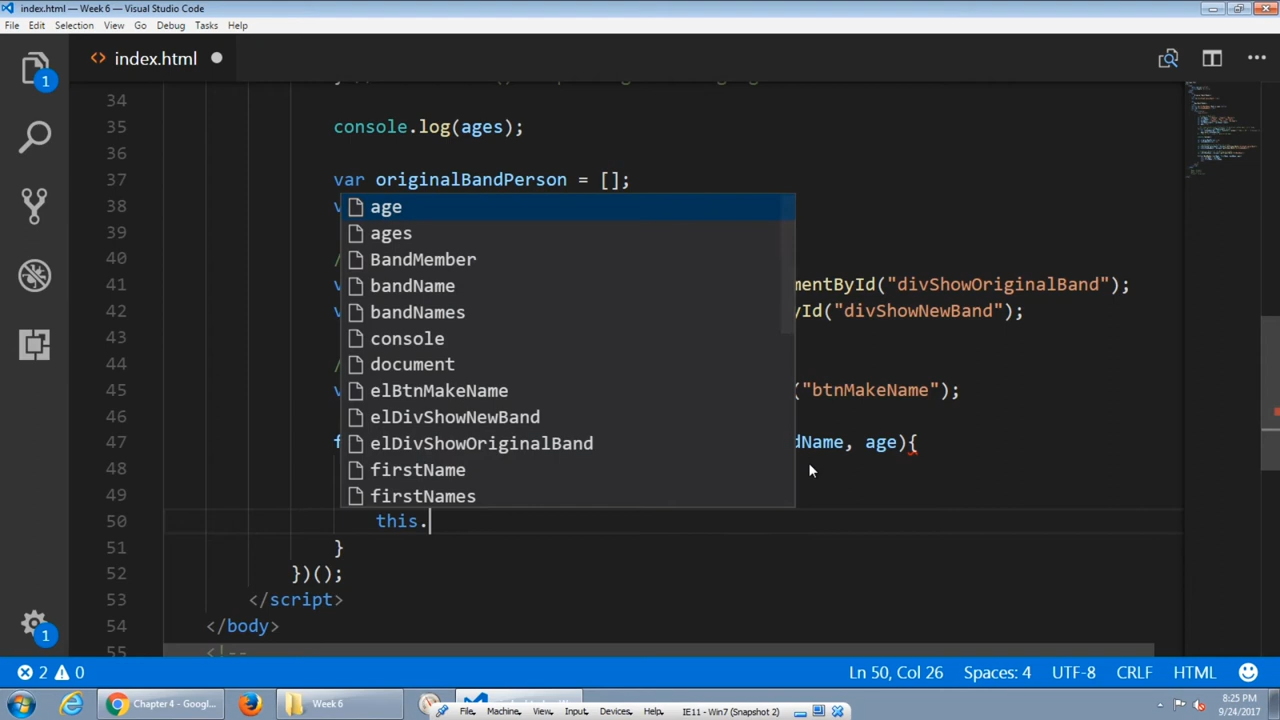 index.html — Week 6 — Visual Studio Code
File Edit Selection View Go Debug Tasks Help
index.html
1
34
35 console.log(ages);
36
37 var originalBandPerson = [];
38 v
39
40 /
41 v mentById("divShowOriginalBand");
42 v yId("divShowNewBand");
43
44 /
45 v ("btnMakeName");
46
47 f dName, age){
48
49
50 this.
51 }
52 })();
53 </script>
54 </body>
55 <!--
age
ages
BandMember
bandName
bandNames
console
document
elBtnMakeName
elDivShowNewBand
elDivShowOriginalBand
firstName
firstNames
1
2 0 Ln 50, Col 26 Spaces: 4 UTF-8 CRLF HTML
Chapter 4 - Googl... Week 6 8:25 PM
File. Machine. View. Input. Devices. Help. IE11 - Win7 (Snapshot 2) 9/24/2017